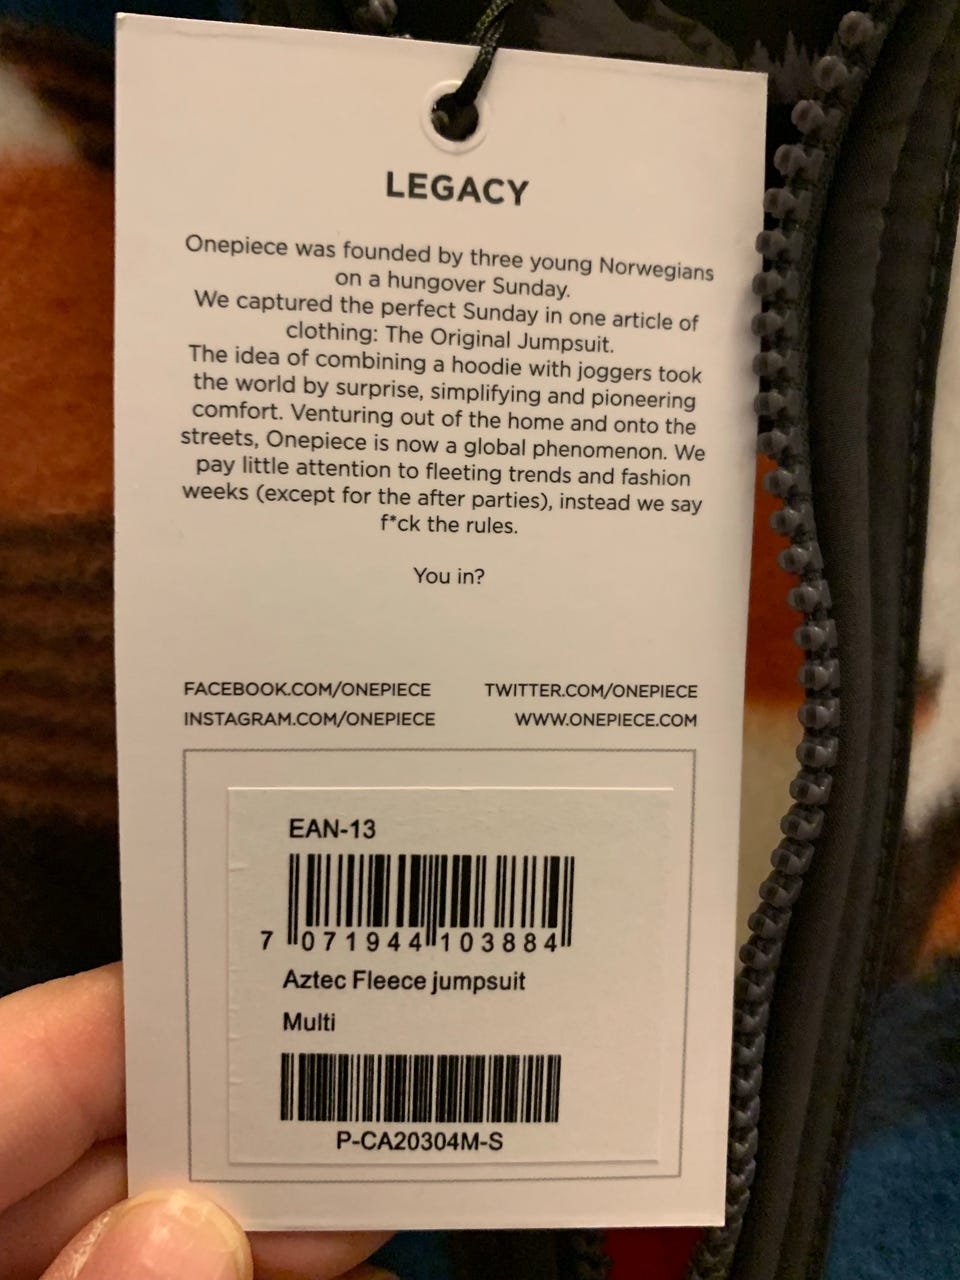 LEGACY
Onepiece was founded by three young Norwegians
on a hungover Sunday.
We captured the perfect Sunday in one article of
clothing: The Original Jumpsuit.
The idea of combining a hoodie with joggers took
the world by surprise, simplifying and pioneering
comfort. Venturing out of the home and onto the
streets, Onepiece is now a global phenomenon. We
pay little attention to fleeting trends and fashion
weeks (except for the after parties), instead we say
f*ck the rules.
You in?
FACEBOOK.COM/ONEPIECE TWITTER.COM/ONEPIECE
INSTAGRAM.COM/ONEPIECE WWW.ONEPIECE.COM
EAN-13
7 071944 103884
Aztec Fleece jumpsuit
Multi
P-CA20304M-S